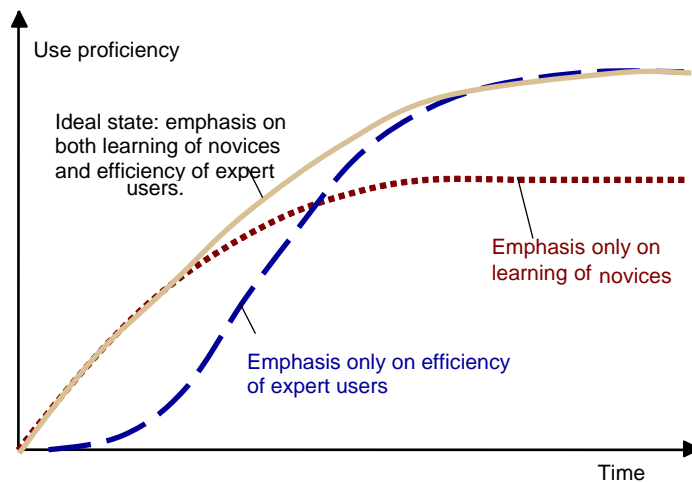 Use proficiency
Ideal state: emphasis on
both learning of novices
and efficiency of expert
users.
Emphasis only on
learning of novices
Emphasis only on efficiency
of expert users
Time